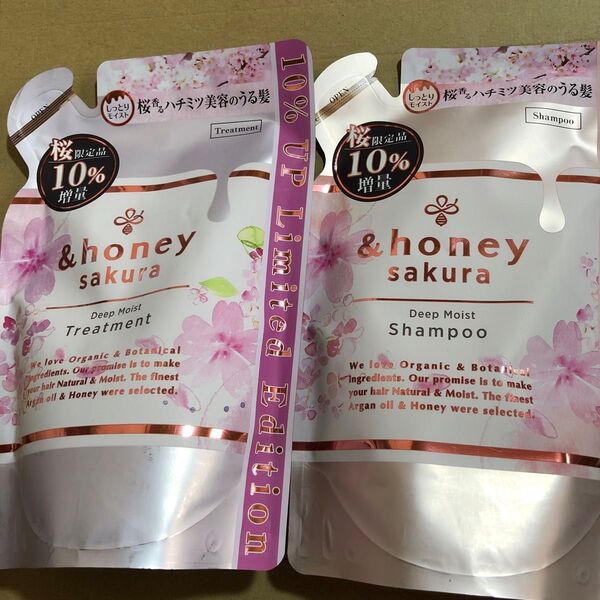 OPEN
しっとり
モイスト
桜香るハチミツ美容のうる髪
Treatment
桜限定品
10%
増量
&honey
sakura
Deep Moist
Treatment
We love Organic & Botanical
Ingredients. Our promise is to make
your hair Natural & Moist. The finest
Argan oil & Honey were selected.
10% UP Limited Edition
OPEN
しっとり
モイスト
桜香るハチミツ美容のうる髪
Shampoo
桜限定品
10%
増量
&honey
sakura
Deep Moist
Shampoo
We love Organic & Botanical
Ingredients. Our promise is to make
your hair Natural & Moist. The finest
Argan oil & Honey were selected.